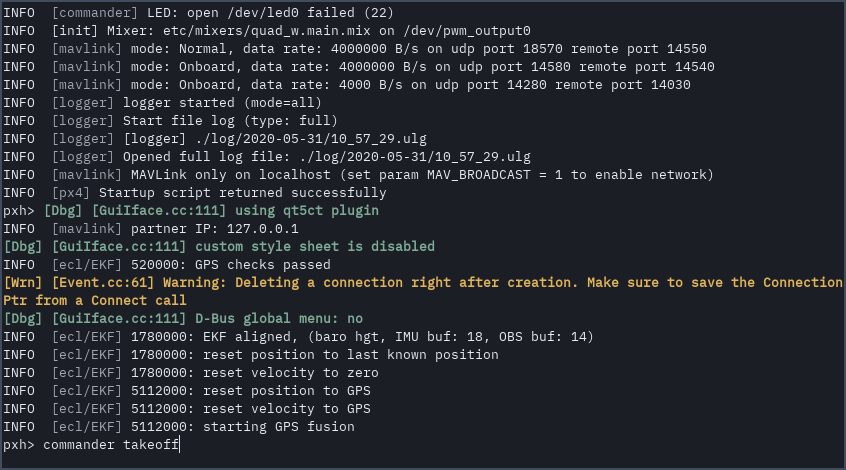 INFO  [commander] LED: open /dev/led0 failed (22)
INFO  [init] Mixer: etc/mixers/quad_w.main.mix on /dev/pwm_output0
INFO  [mavlink] mode: Normal, data rate: 4000000 B/s on udp port 18570 remote port 14550
INFO  [mavlink] mode: Onboard, data rate: 4000000 B/s on udp port 14580 remote port 14540
INFO  [mavlink] mode: Onboard, data rate: 4000 B/s on udp port 14280 remote port 14030
INFO  [logger] logger started (mode=all)
INFO  [logger] Start file log (type: full)
INFO  [logger] [logger] ./log/2020-05-31/10_57_29.ulg
INFO  [logger] Opened full log file: ./log/2020-05-31/10_57_29.ulg
INFO  [mavlink] MAVLink only on localhost (set param MAV_BROADCAST = 1 to enable network)
INFO  [px4] Startup script returned successfully
pxh> [Dbg] [GuiIface.cc:111] using qt5ct plugin
INFO  [mavlink] partner IP: 127.0.0.1
[Dbg] [GuiIface.cc:111] custom style sheet is disabled
INFO  [ecl/EKF] 520000: GPS checks passed
[Wrn] [Event.cc:61] Warning: Deleting a connection right after creation. Make sure to save the Connection
Ptr from a Connect call
[Dbg] [GuiIface.cc:111] D-Bus global menu: no
INFO  [ecl/EKF] 1780000: EKF aligned, (baro hgt, IMU buf: 18, OBS buf: 14)
INFO  [ecl/EKF] 1780000: reset position to last known position
INFO  [ecl/EKF] 1780000: reset velocity to zero
INFO  [ecl/EKF] 5112000: reset position to GPS
INFO  [ecl/EKF] 5112000: reset velocity to GPS
INFO  [ecl/EKF] 5112000: starting GPS fusion
pxh> commander takeoff